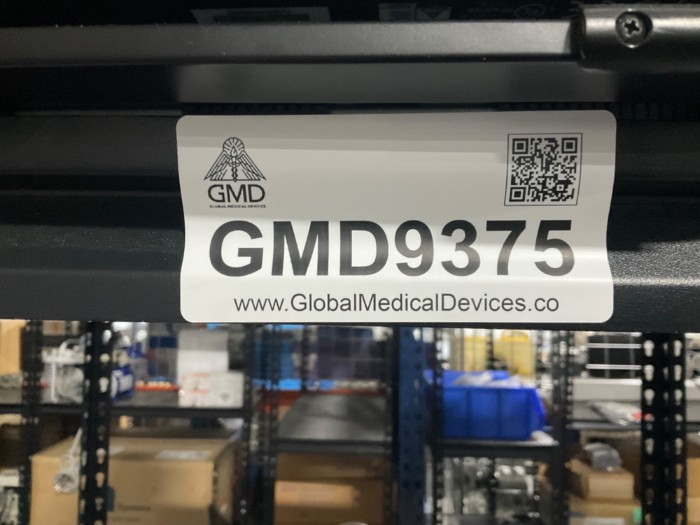 GMD
GLOBAL MEDICAL DEVICES
GMD9375
www.GlobalMedicalDevices.co